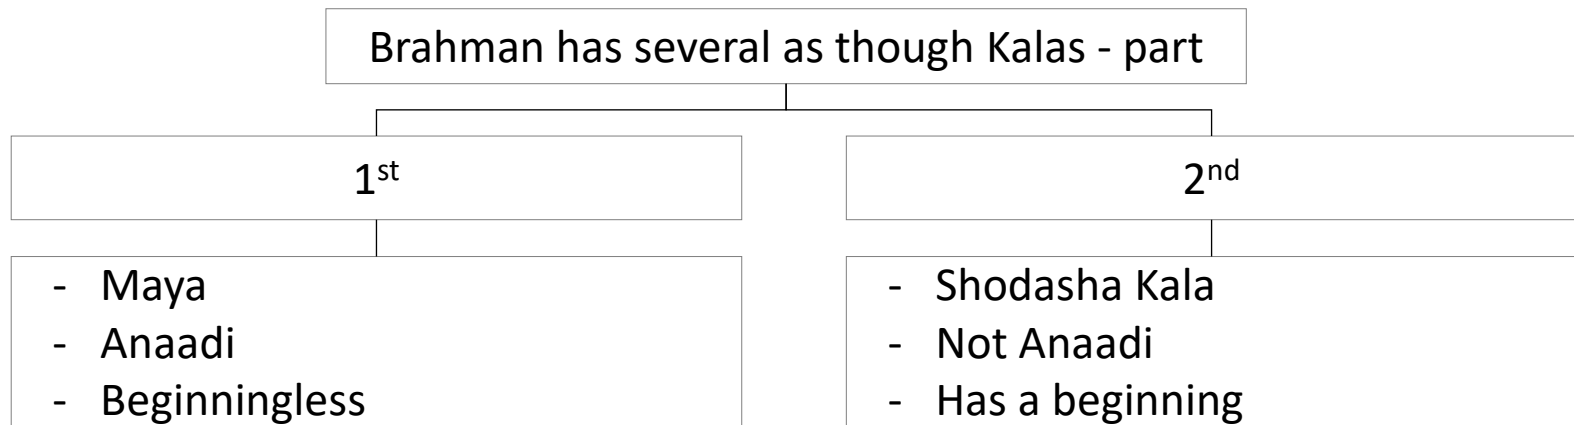 Brahman has several as though Kalas - part
1st
2nd
- Maya
- Anaadi
- Beginningless
- Shodasha Kala
- Not Anaadi
- Has a beginning